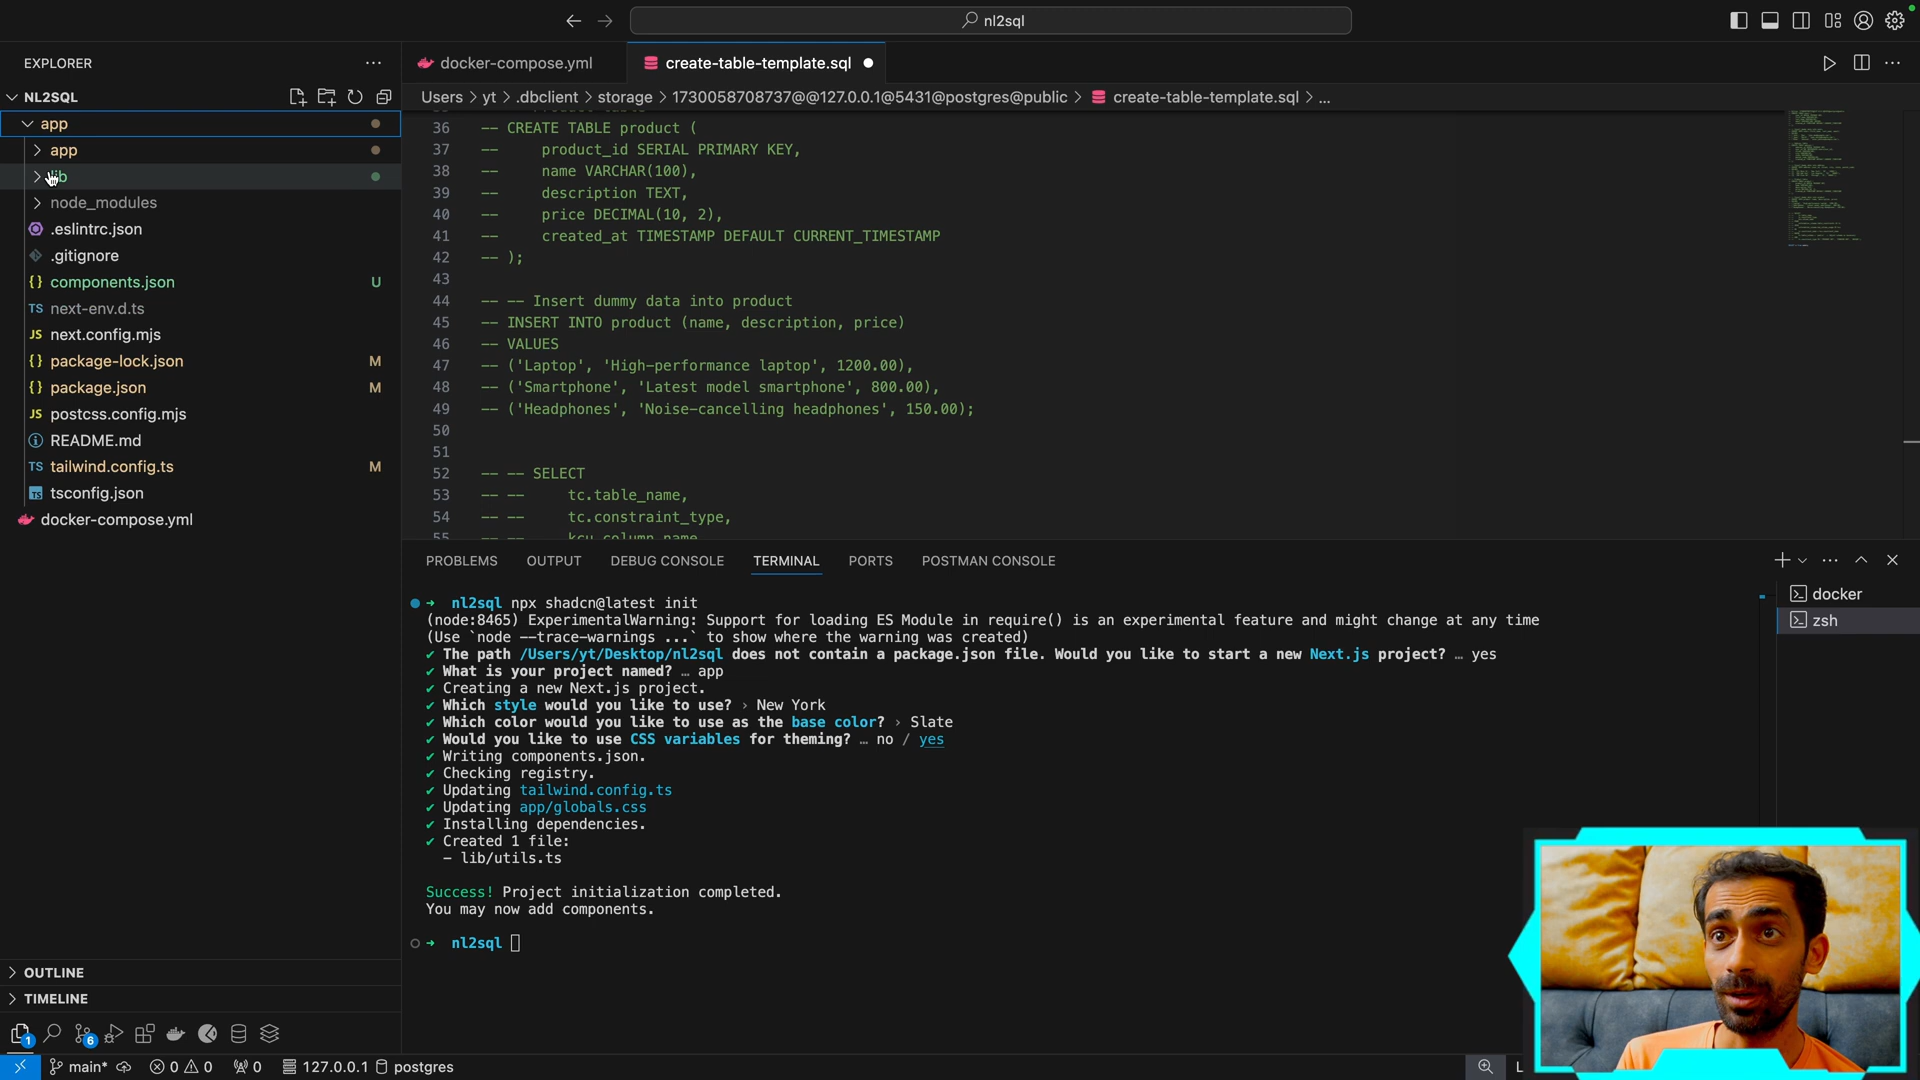 nl2sql
EXPLORER
NL2SQL
app
app
lib
node_modules
.eslintrc.json
.gitignore
components.json U
next-env.d.ts
next.config.mjs
package-lock.json M
package.json M
postcss.config.mjs
README.md
tailwind.config.ts M
tsconfig.json
docker-compose.yml
OUTLINE
TIMELINE
docker-compose.yml
create-table-template.sql
Users > yt > .dbclient > storage > 1730058708737@@127.0.0.1@5431@postgres@public > create-table-template.sql > ...
36 -- CREATE TABLE product (
37 -- product_id SERIAL PRIMARY KEY,
38 -- name VARCHAR(100),
39 -- description TEXT,
40 -- price DECIMAL(10, 2),
41 -- created_at TIMESTAMP DEFAULT CURRENT_TIMESTAMP
42 -- );
43
44 -- -- Insert dummy data into product
45 -- INSERT INTO product (name, description, price)
46 -- VALUES
47 -- ('Laptop', 'High-performance laptop', 1200.00),
48 -- ('Smartphone', 'Latest model smartphone', 800.00),
49 -- ('Headphones', 'Noise-cancelling headphones', 150.00);
50
51
52 -- -- SELECT
53 -- -- tc.table_name,
54 -- -- tc.constraint_type,
55 -- -- kcu.column_name
PROBLEMS OUTPUT DEBUG CONSOLE TERMINAL PORTS POSTMAN CONSOLE
docker
zsh
→ nl2sql npx shadcn@latest init
(node:8465) ExperimentalWarning: Support for loading ES Module in require() is an experimental feature and might change at any time
(Use `node --trace-warnings ...` to show where the warning was created)
✔ The path /Users/yt/Desktop/nl2sql does not contain a package.json file. Would you like to start a new Next.js project? … yes
✔ What is your project named? … app
✔ Creating a new Next.js project.
✔ Which style would you like to use? › New York
✔ Which color would you like to use as the base color? › Slate
✔ Would you like to use CSS variables for theming? … no / yes
✔ Writing components.json.
✔ Checking registry.
✔ Updating tailwind.config.ts
✔ Updating app/globals.css
✔ Installing dependencies.
✔ Created 1 file:
- lib/utils.ts
Success! Project initialization completed.
You may now add components.
→ nl2sql
1 6
main* 0 0 0 127.0.0.1 postgres L